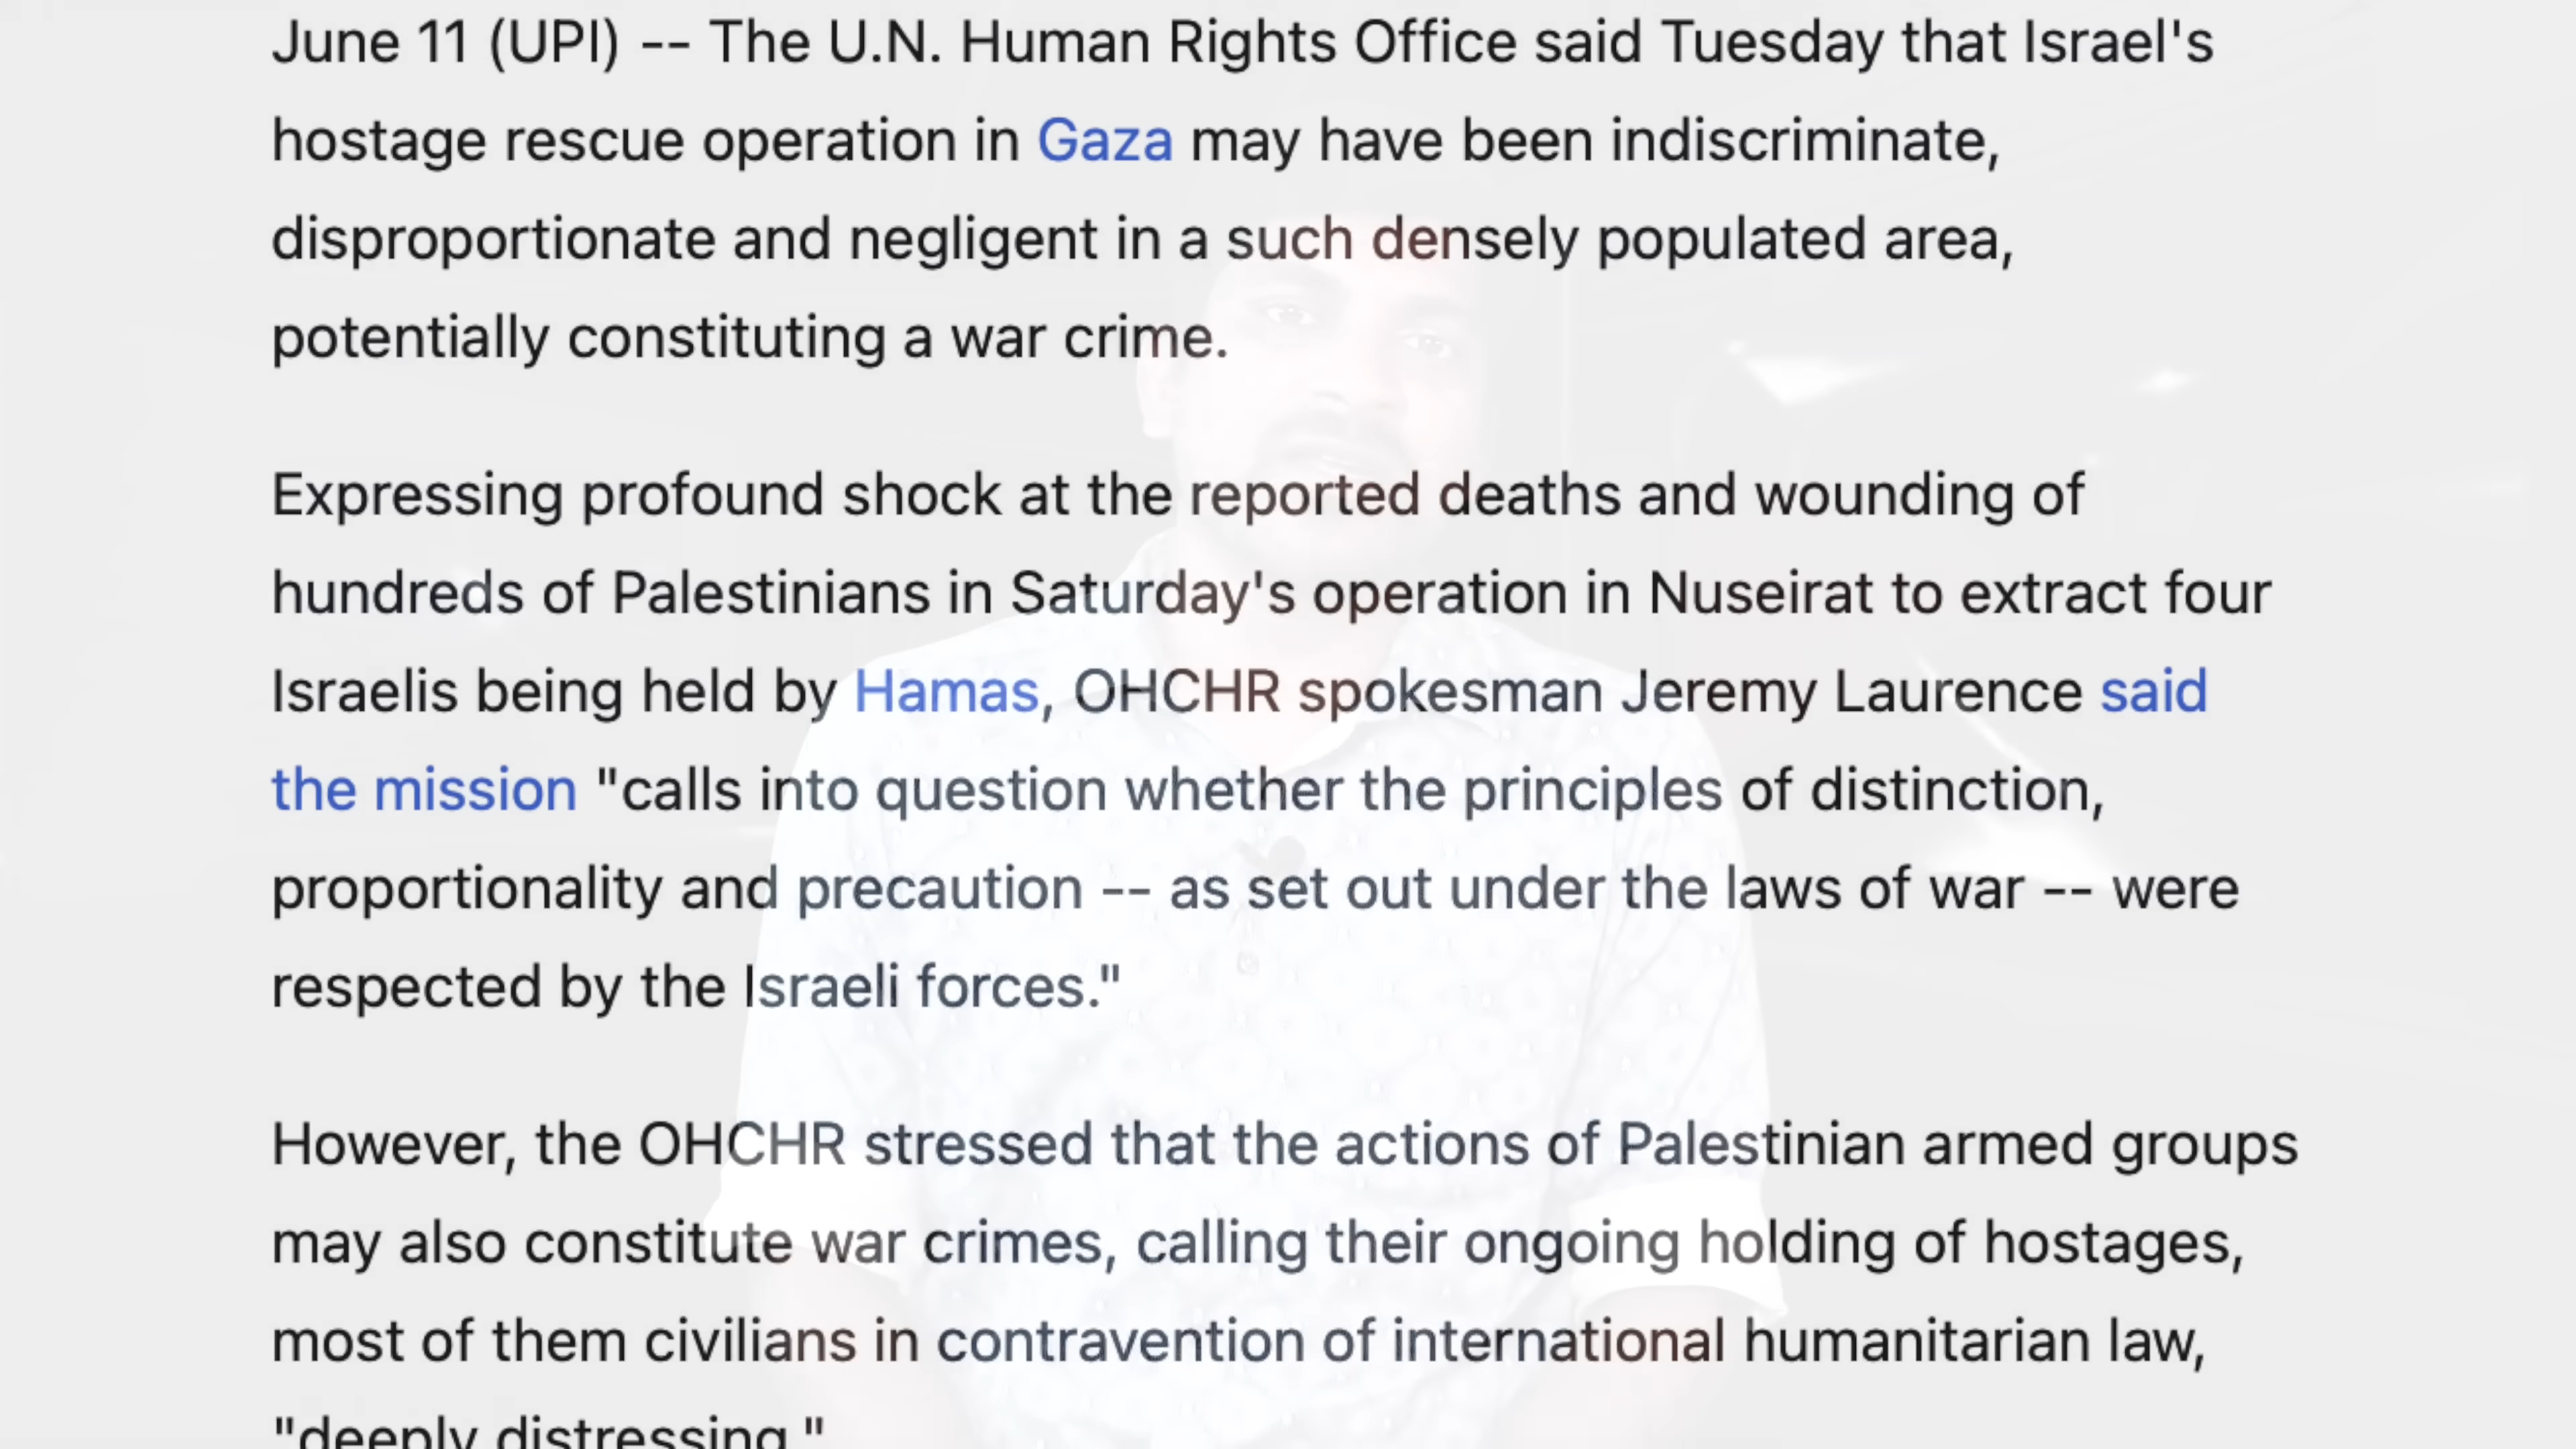 June 11 (UPI) -- The U.N. Human Rights Office said Tuesday that Israel's
hostage rescue operation in Gaza may have been indiscriminate,
disproportionate and negligent in a such densely populated area,
potentially constituting a war crime.
Expressing profound shock at the reported deaths and wounding of
hundreds of Palestinians in Saturday's operation in Nuseirat to extract four
Israelis being held by Hamas, OHCHR spokesman Jeremy Laurence said
the mission "calls into question whether the principles of distinction,
proportionality and precaution -- as set out under the laws of war -- were
respected by the Israeli forces."
However, the OHCHR stressed that the actions of Palestinian armed groups
may also constitute war crimes, calling their ongoing holding of hostages,
most of them civilians in contravention of international humanitarian law,
"deeply distressing."